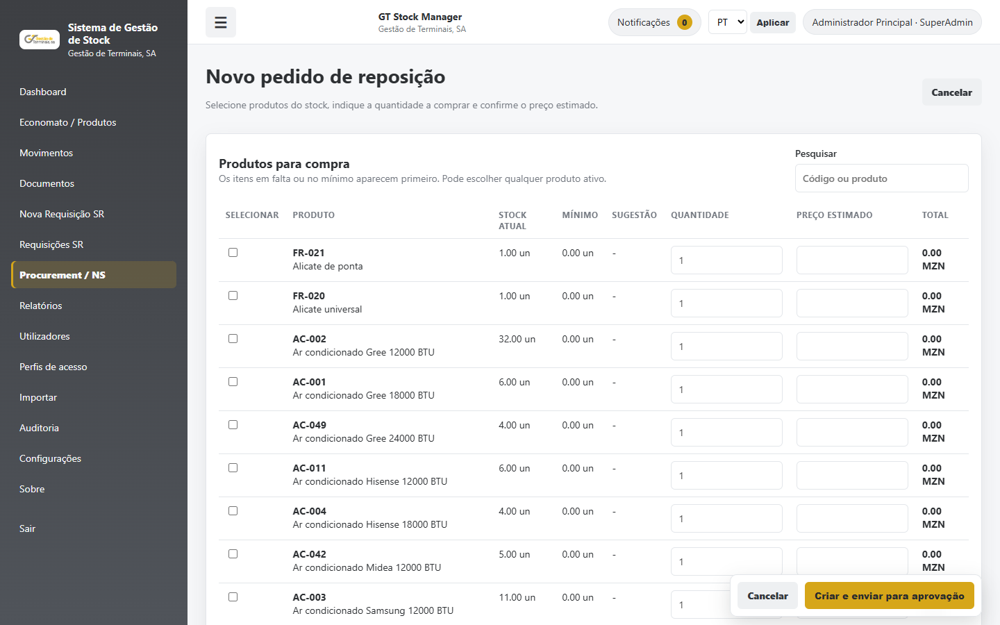 Sistema de Gestão
de Stock
Gestão de Terminais, SA
Dashboard
Economato / Produtos
Movimentos
Documentos
Nova Requisição SR
Requisições SR
Procurement / NS
Relatórios
Utilizadores
Perfis de acesso
Importar
Auditoria
Configurações
Sobre
Sair
☰
GT Stock Manager
Gestão de Terminais, SA
Notificações 0
PT
Aplicar
Administrador Principal · SuperAdmin
Novo pedido de reposição
Selecione produtos do stock, indique a quantidade a comprar e confirme o preço estimado.
Cancelar
Produtos para compra
Os itens em falta ou no mínimo aparecem primeiro. Pode escolher qualquer produto ativo.
Pesquisar
Código ou produto
SELECIONAR PRODUTO STOCK ATUAL MÍNIMO SUGESTÃO QUANTIDADE PREÇO ESTIMADO TOTAL
FR-021 1.00 un 0.00 un - 1 0.00 MZN
Alicate de ponta
FR-020 1.00 un 0.00 un - 1 0.00 MZN
Alicate universal
AC-002 32.00 un 0.00 un - 1 0.00 MZN
Ar condicionado Gree 12000 BTU
AC-001 6.00 un 0.00 un - 1 0.00 MZN
Ar condicionado Gree 18000 BTU
AC-049 4.00 un 0.00 un - 1 0.00 MZN
Ar condicionado Gree 24000 BTU
AC-011 6.00 un 0.00 un - 1 0.00 MZN
Ar condicionado Hisense 12000 BTU
AC-004 4.00 un 0.00 un - 1 0.00 MZN
Ar condicionado Hisense 18000 BTU
AC-042 5.00 un 0.00 un - 1 0.00 MZN
Ar condicionado Midea 12000 BTU
AC-003 11.00 un 0.00 un - 1
Ar condicionado Samsung 12000 BTU
Cancelar
Criar e enviar para aprovação